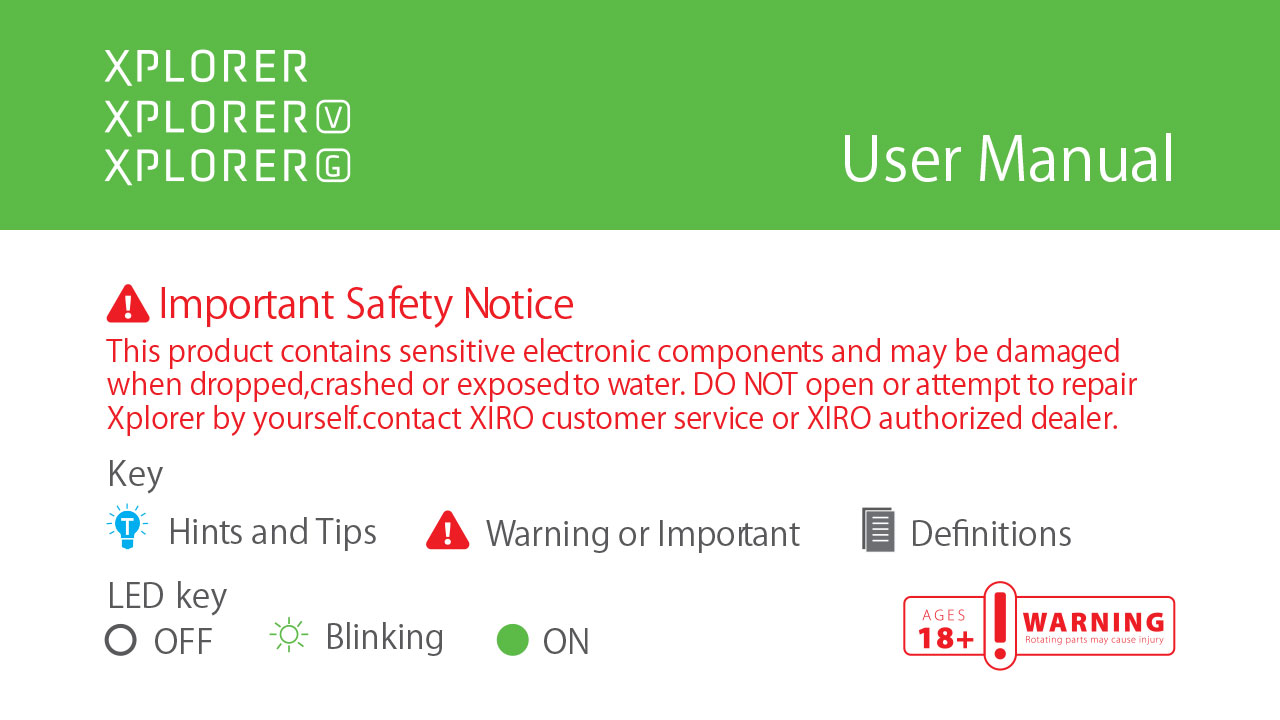 XPLORER
XPLORER V
XPLORER G
User Manual
Important Safety Notice
This product contains sensitive electronic components and may be damaged
when dropped,crashed or exposed to water. DO NOT open or attempt to repair
Xplorer by yourself.contact XIRO customer service or XIRO authorized dealer.
Key
T Hints and Tips ! Warning or Important Definitions
LED key
OFF Blinking ON
AGES
18+
WARNING
Rotating parts may cause injury